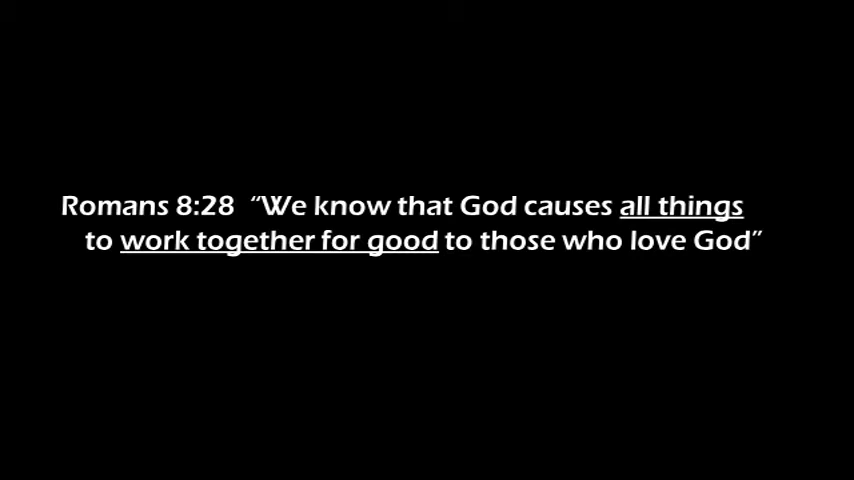 Romans 8:28 “We know that God causes all things
to work together for good to those who love God”